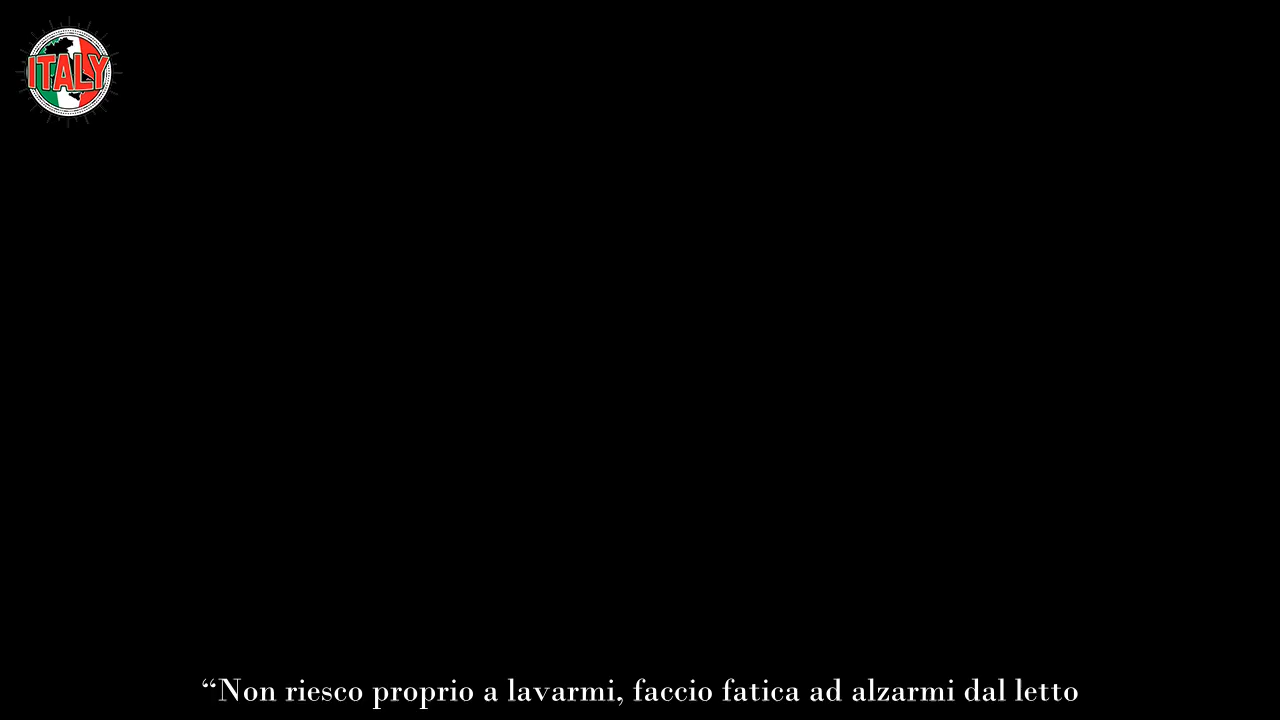 ITALY
“Non riesco proprio a lavarmi, faccio fatica ad alzarmi dal letto